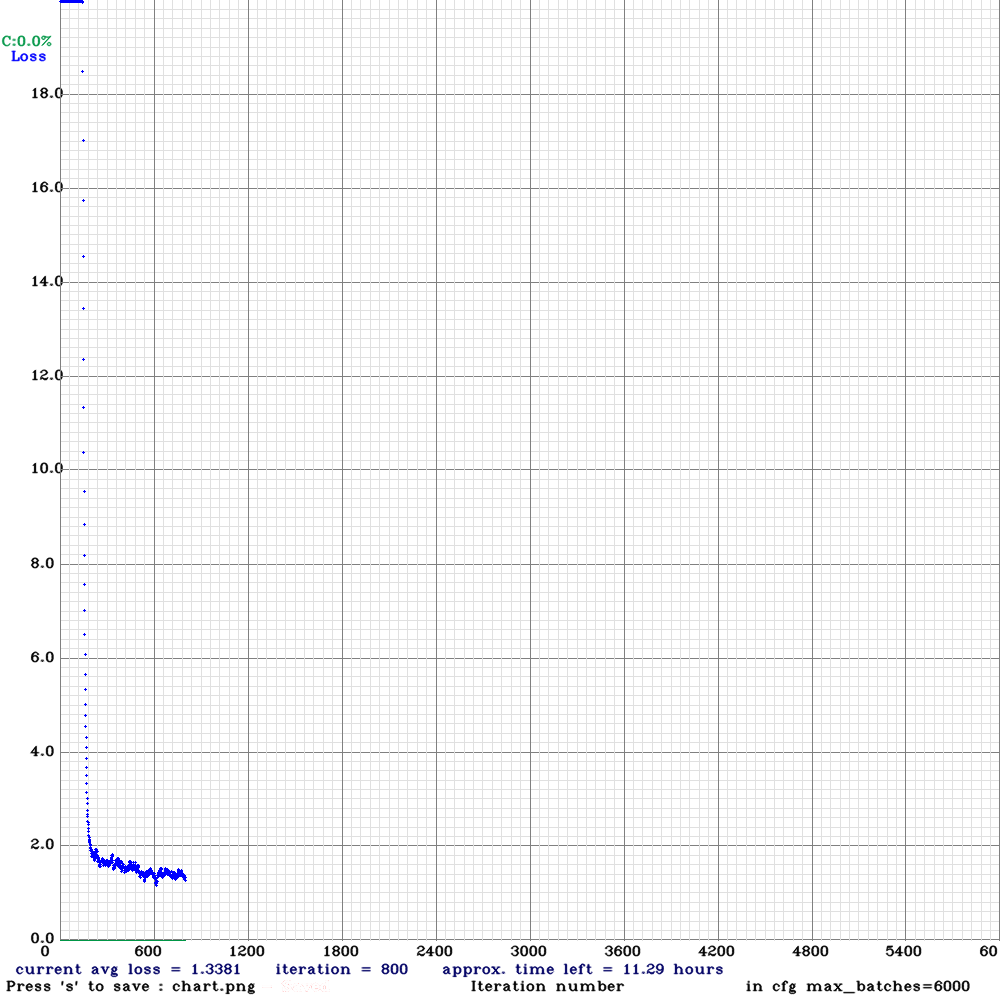 C:0.0%
Loss
18.0
16.0
14.0
12.0
10.0
8.0
6.0
4.0
2.0
0.0
0 600 1200 1800 2400 3000 3600 4200 4800 5400 60
current avg loss = 1.3381 iteration = 800 approx. time left = 11.29 hours
Press 's' to save : chart.png Iteration number in cfg max_batches=6000